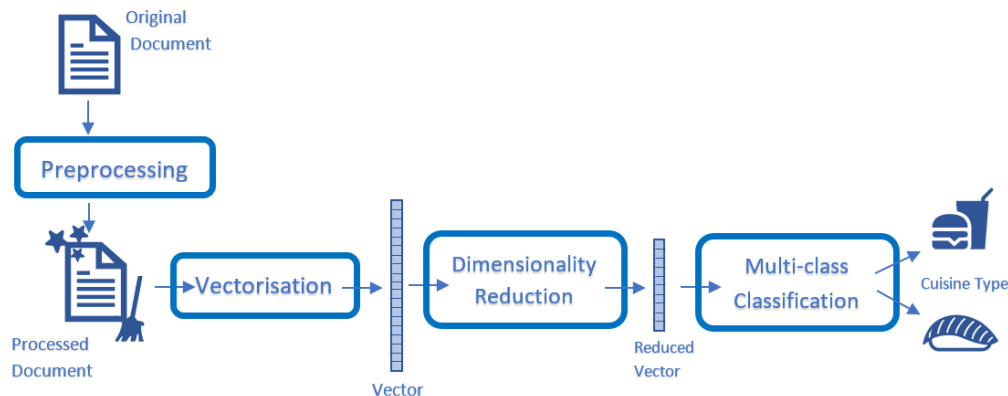 Original
Document
Preprocessing
Processed
Document
Vectorisation
Vector
Dimensionality
Reduction
Reduced
Vector
Multi-class
Classification
Cuisine Type